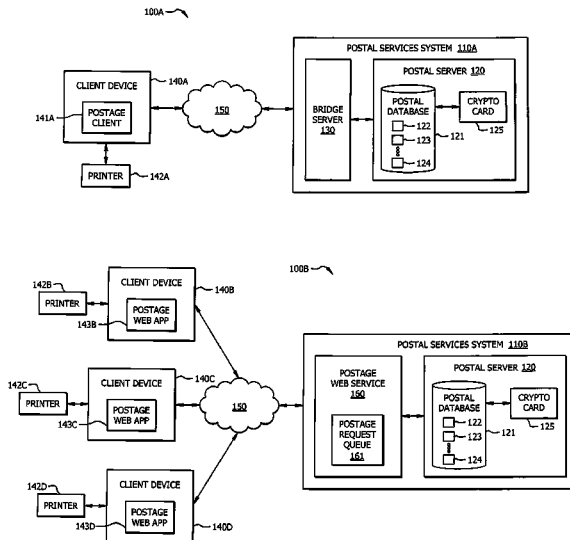 100A
POSTAL SERVICES SYSTEM 110A
POSTAL SERVER 120
140A
CLIENT DEVICE
141A
POSTAGE
CLIENT
150
BRIDGE
SERVER
130
POSTAL
DATABASE
122
123
124
121
CRYPTO
CARD
125
PRINTER
142A
100B
142B
PRINTER
CLIENT DEVICE
140B
143B
POSTAGE
WEB APP
142C
PRINTER
CLIENT DEVICE
140C
143C
POSTAGE
WEB APP
150
POSTAL SERVICES SYSTEM 110B
POSTAGE
WEB SERVICE
160
POSTAGE
REQUEST
QUEUE
161
POSTAL SERVER 120
POSTAL
DATABASE
122
123
124
121
CRYPTO
CARD
125
142D
PRINTER
CLIENT DEVICE
143D
POSTAGE
WEB APP
140D